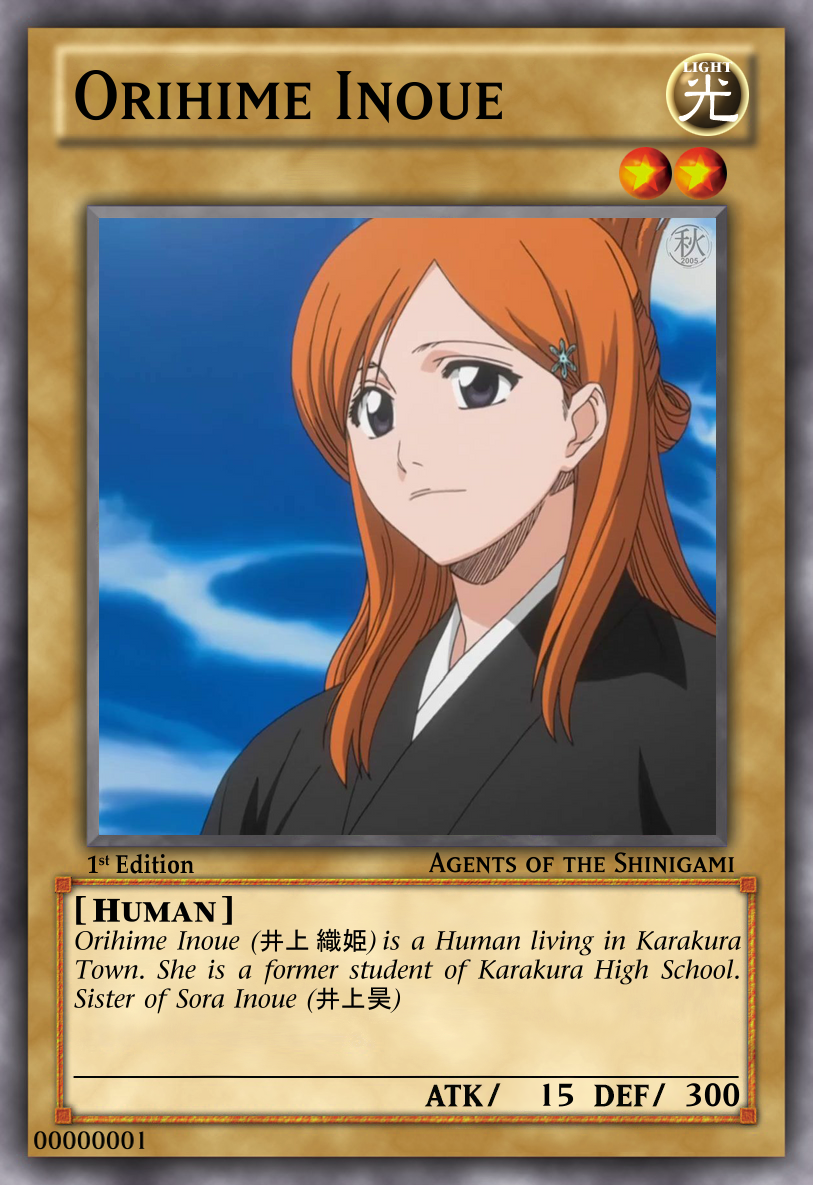 Orihime Inoue
LIGHT
光
秋
2005
1st Edition
Agents of the Shinigami
[Human]
Orihime Inoue (井上 織姫) is a Human living in Karakura
Town. She is a former student of Karakura High School.
Sister of Sora Inoue (井上昊)
ATK/ 15 DEF/ 300
00000001